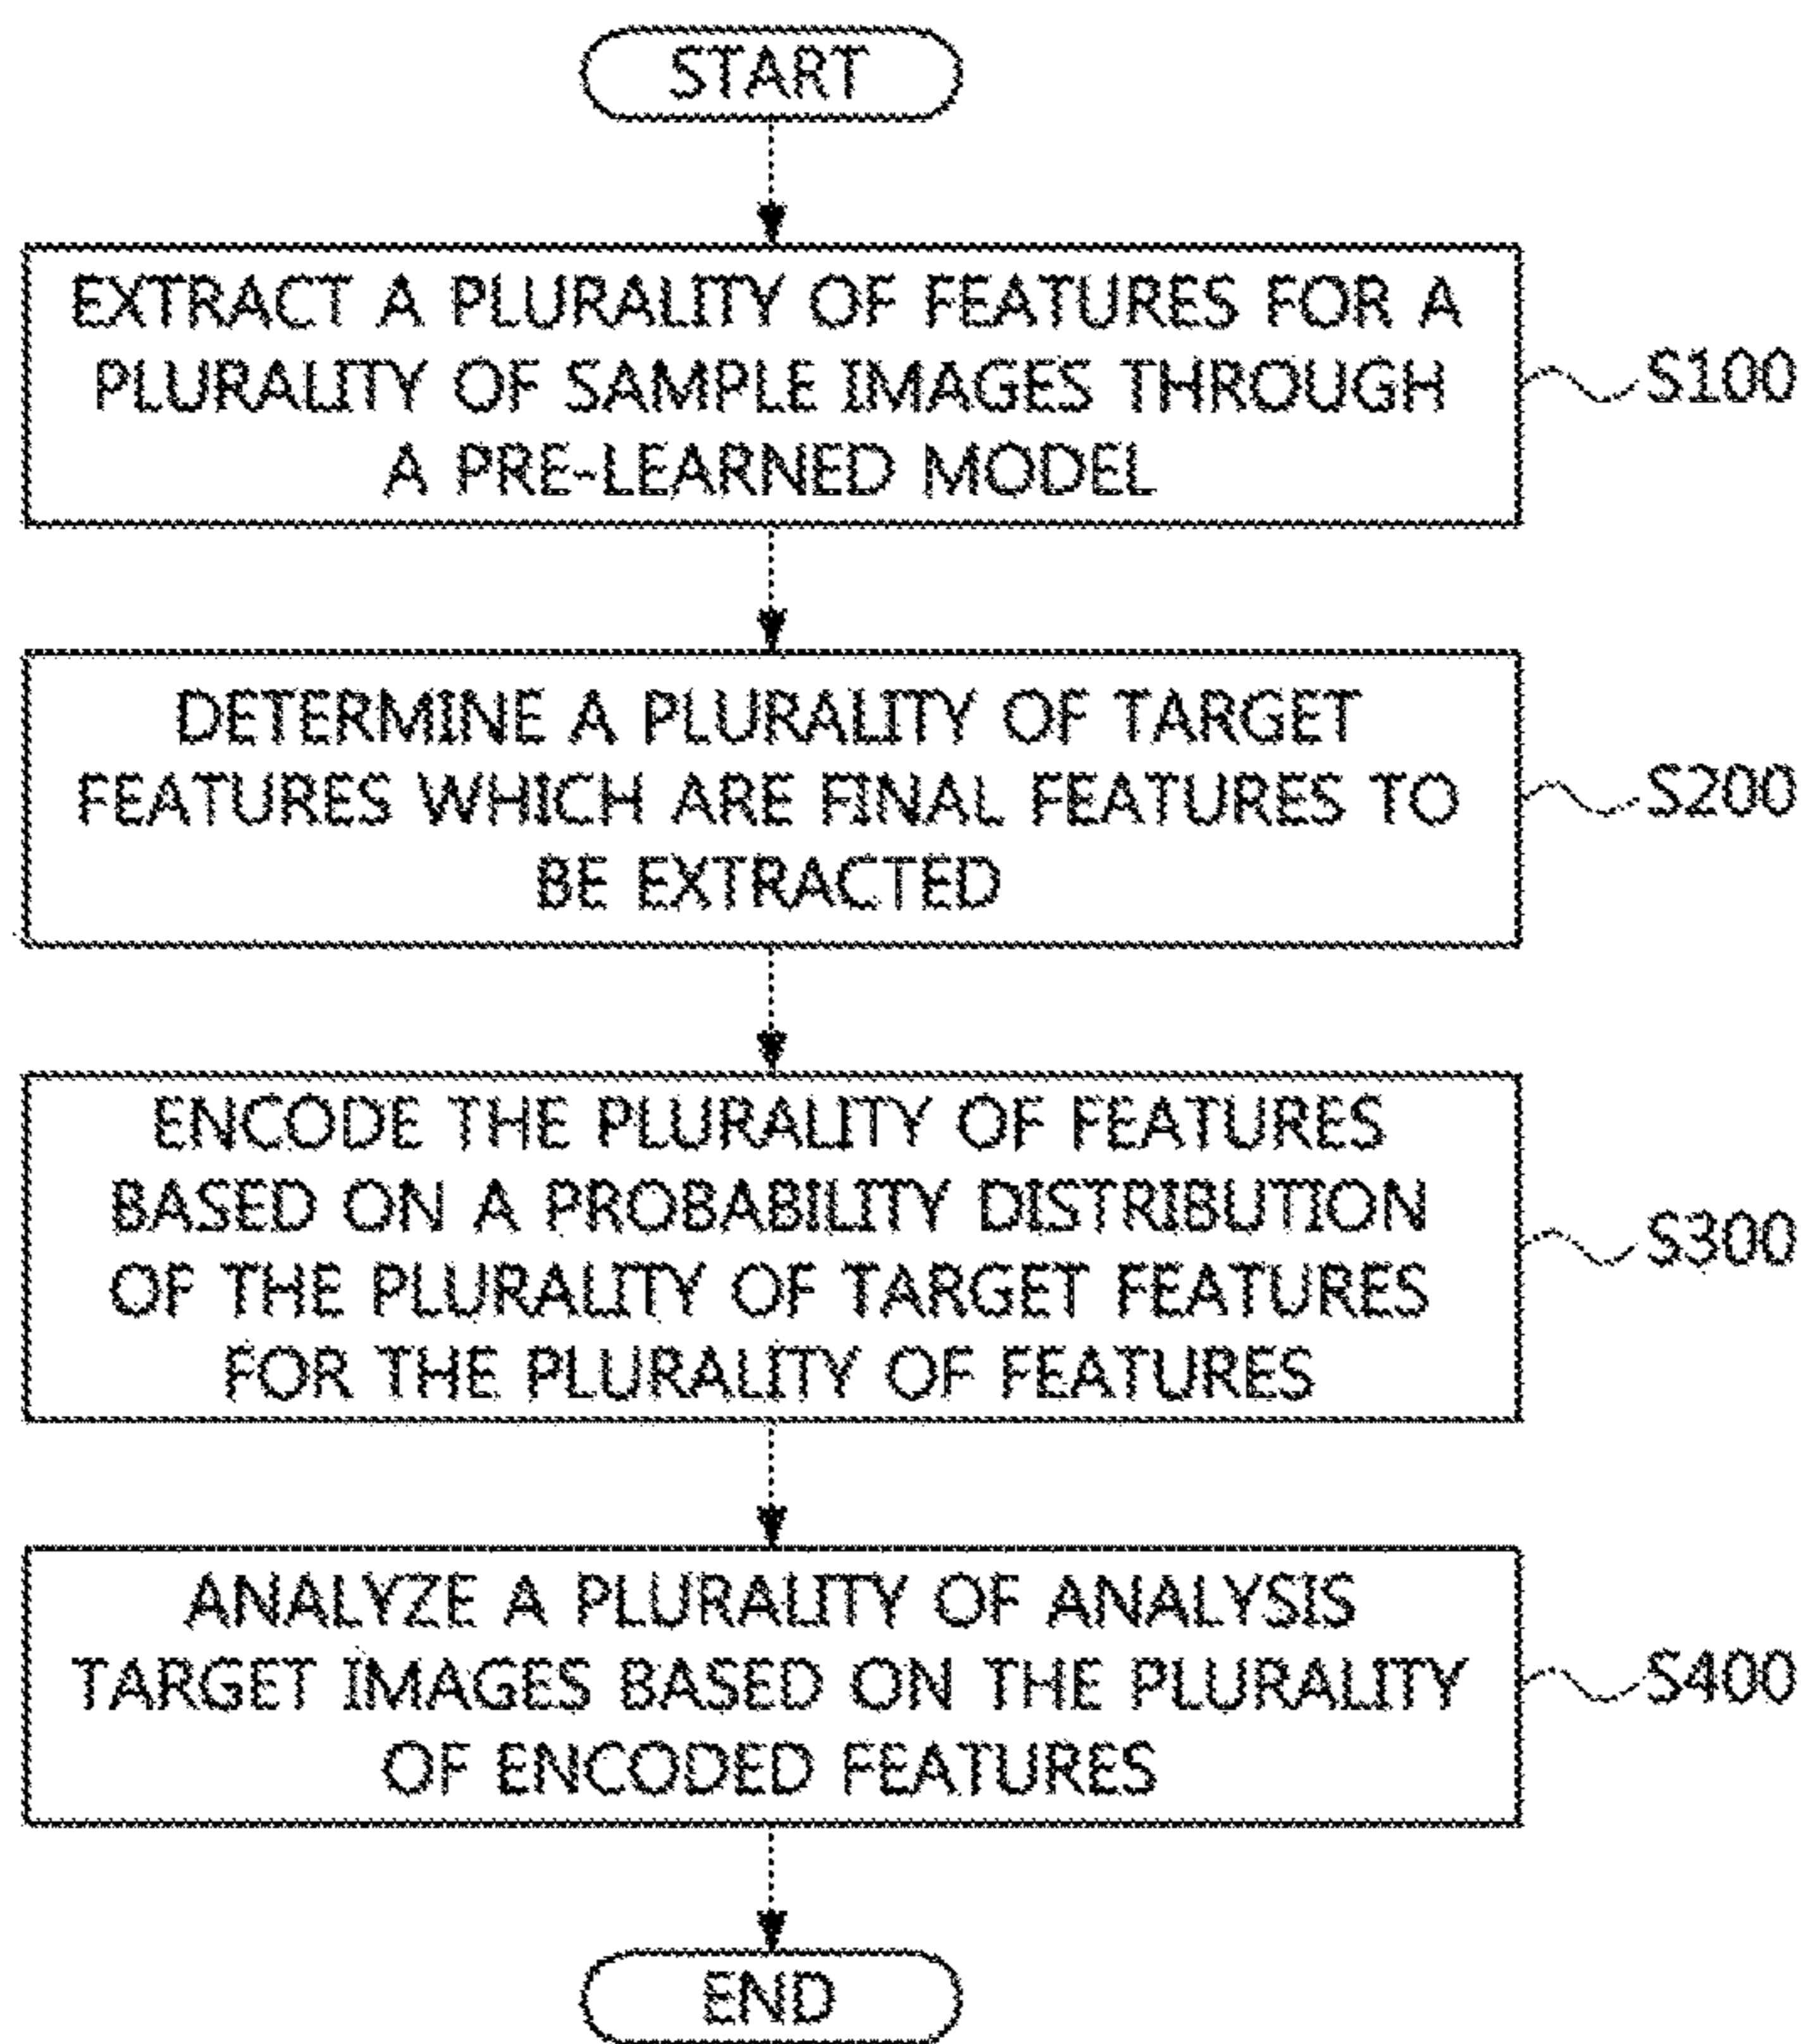 START
EXTRACT A PLURALITY OF FEATURES FOR A
PLURALITY OF SAMPLE IMAGES THROUGH
A PRE-LEARNED MODEL
S100
DETERMINE A PLURALITY OF TARGET
FEATURES WHICH ARE FINAL FEATURES TO
BE EXTRACTED
S200
ENCODE THE PLURALITY OF FEATURES
BASED ON A PROBABILITY DISTRIBUTION
OF THE PLURALITY OF TARGET FEATURES
FOR THE PLURALITY OF FEATURES
S300
ANALYZE A PLURALITY OF ANALYSIS
TARGET IMAGES BASED ON THE PLURALITY
OF ENCODED FEATURES
S400
END